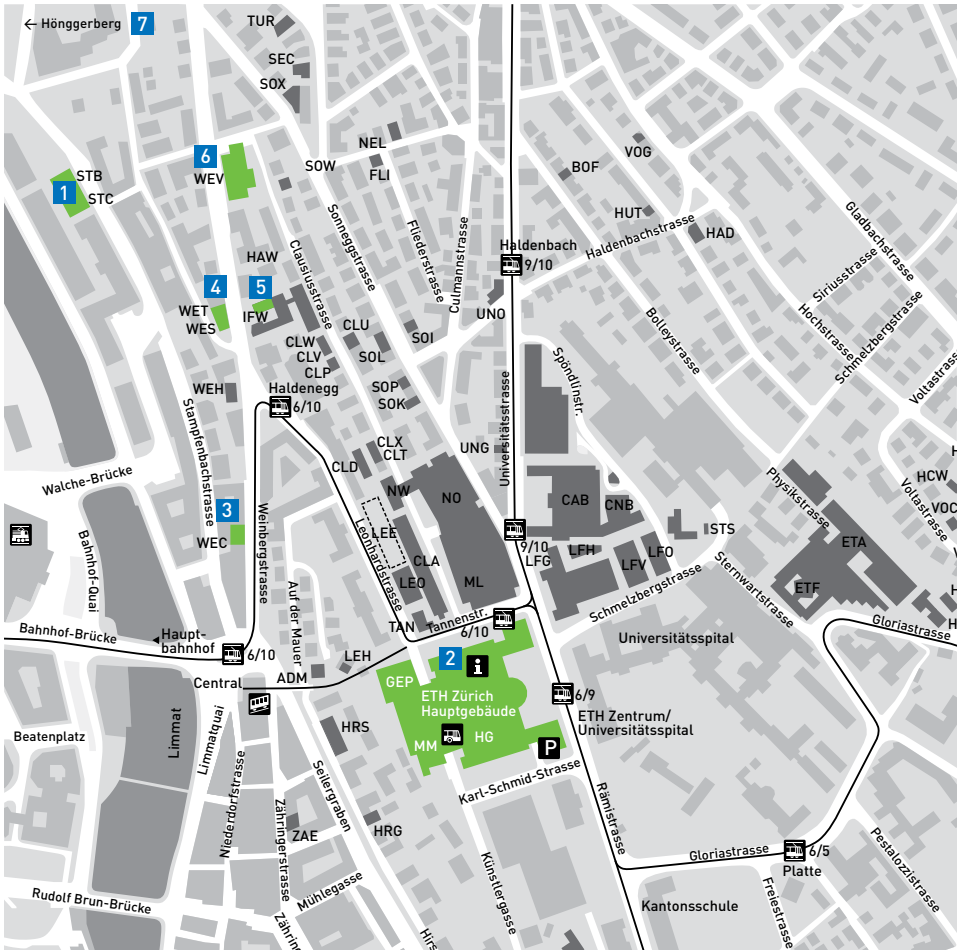 ← Hönggerberg
7
TUR
SEC
SOX
NEL
FLI
SOW
BOF
VOG
HUT
HAD
6
WEV
STB
1
STC
Gladbachstrasse
Haldenbachstrasse
Haldenbach
9/10
Sonneggstrasse
Fliederstrasse
Culmannstrasse
Clausiusstrasse
HAW
4
5
WET
WES
IFW
UNO
Siriusstrasse
Hochstrasse
Schmelzbergstrasse
Voltastrasse
Bolleystrasse
CLU
SOI
CLW
CLV
CLP
SOL
Haldenegg
6/10
SOP
SOK
WEH
Universitätsstrasse
Spöndlinstr.
Stampfenbachstrasse
Walche-Brücke
CLX
CLT
CLD
UNG
NW
NO
CAB
CNB
STS
HCW
VOC
Voltastrasse
Physikstrasse
ETA
ETF
3
WEC
Weinbergstrasse
Leonhardstrasse
LEE
CLA
LEO
ML
9/10
LFG
LFH
LFV
LFO
Schmelzbergstrasse
Sternwartstrasse
Bahnhof-Quai
Auf der Mauer
TAN
Tannenstr.
6/10
Bahnhof-Brücke
Haupt-
bahnhof
6/10
Central
ADM
LEH
2
i
GEP
ETH Zürich
Hauptgebäude
MM
HG
P
6/9
ETH Zentrum/
Universitätsspital
Universitätsspital
Gloriastrasse
Beatenplatz
Limmat
Limmatquai
Niederdorfstrasse
Zähringerstrasse
Seilergraben
HRS
HRG
ZAE
Mühlegasse
Karl-Schmid-Strasse
Künstlergasse
Rämistrasse
Gloriastrasse
6/5
Platte
Pestalozzistrasse
Freiestrasse
Kantonsschule
Rudolf Brun-Brücke
Zähring
Hirs
H
V
H
H